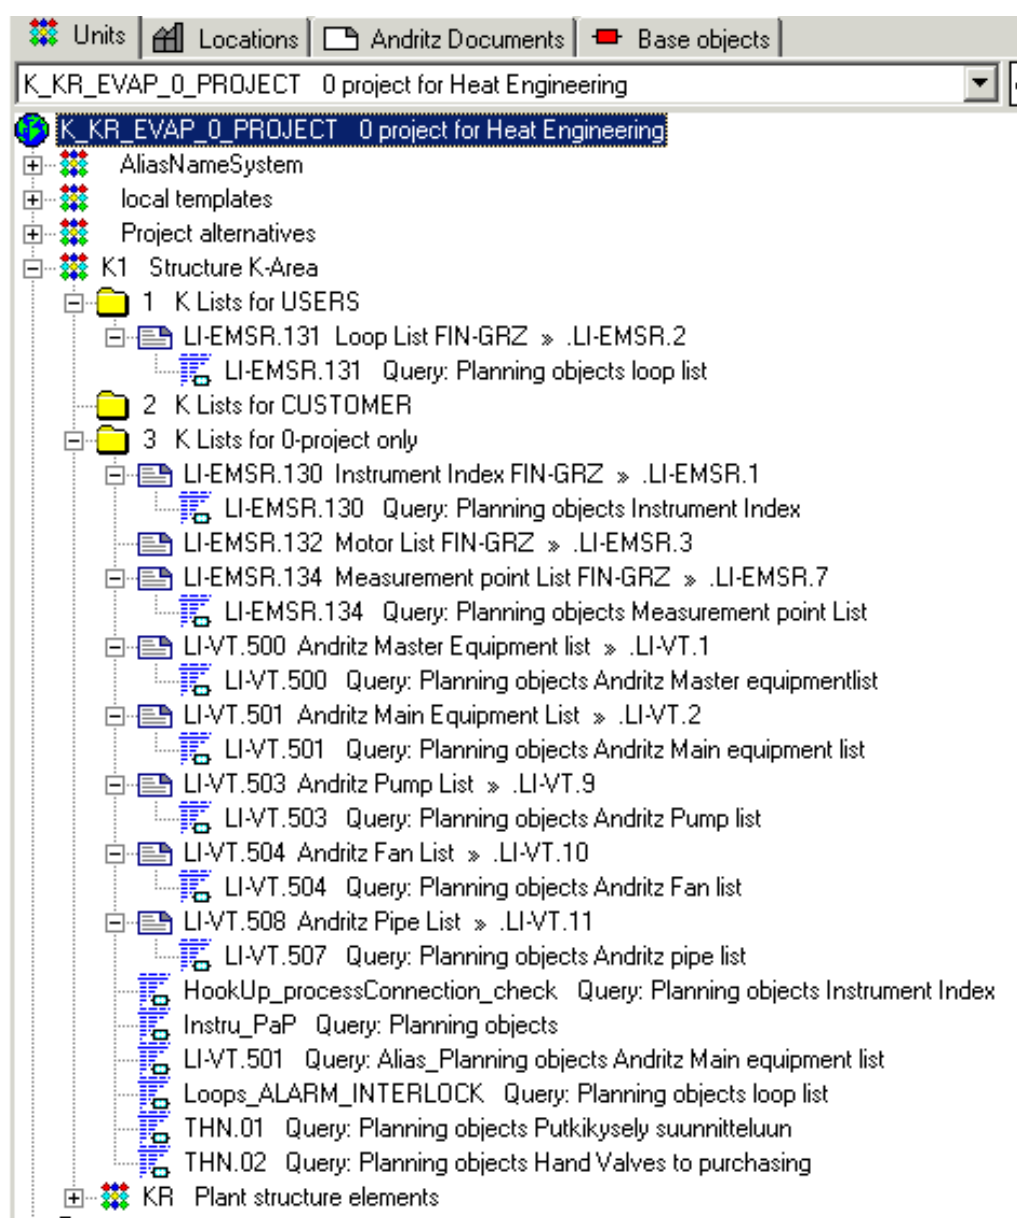 Units Locations Andritz Documents Base objects
K_KR_EVAP_0_PROJECT 0 project for Heat Engineering
K_KR_EVAP_0_PROJECT 0 project for Heat Engineering
AliasNameSystem
local templates
Project alternatives
K1 Structure K-Area
1 K Lists for USERS
LI-EMSR.131 Loop List FIN-GRZ » .LI-EMSR.2
LI-EMSR.131 Query: Planning objects loop list
2 K Lists for CUSTOMER
3 K Lists for 0-project only
LI-EMSR.130 Instrument Index FIN-GRZ » .LI-EMSR.1
LI-EMSR.130 Query: Planning objects Instrument Index
LI-EMSR.132 Motor List FIN-GRZ » .LI-EMSR.3
LI-EMSR.134 Measurement point List FIN-GRZ » .LI-EMSR.7
LI-EMSR.134 Query: Planning objects Measurement point List
LI-VT.500 Andritz Master Equipment list » .LI-VT.1
LI-VT.500 Query: Planning objects Andritz Master equipmentlist
LI-VT.501 Andritz Main Equipment List » .LI-VT.2
LI-VT.501 Query: Planning objects Andritz Main equipment list
LI-VT.503 Andritz Pump List » .LI-VT.9
LI-VT.503 Query: Planning objects Andritz Pump list
LI-VT.504 Andritz Fan List » .LI-VT.10
LI-VT.504 Query: Planning objects Andritz Fan list
LI-VT.508 Andritz Pipe List » .LI-VT.11
LI-VT.507 Query: Planning objects Andritz pipe list
HookUp_processConnection_check Query: Planning objects Instrument Index
Instru_PaP Query: Planning objects
LI-VT.501 Query: Alias_Planning objects Andritz Main equipment list
Loops_ALARM_INTERLOCK Query: Planning objects loop list
THN.01 Query: Planning objects Putkikysely suunnitteluun
THN.02 Query: Planning objects Hand Valves to purchasing
KR Plant structure elements